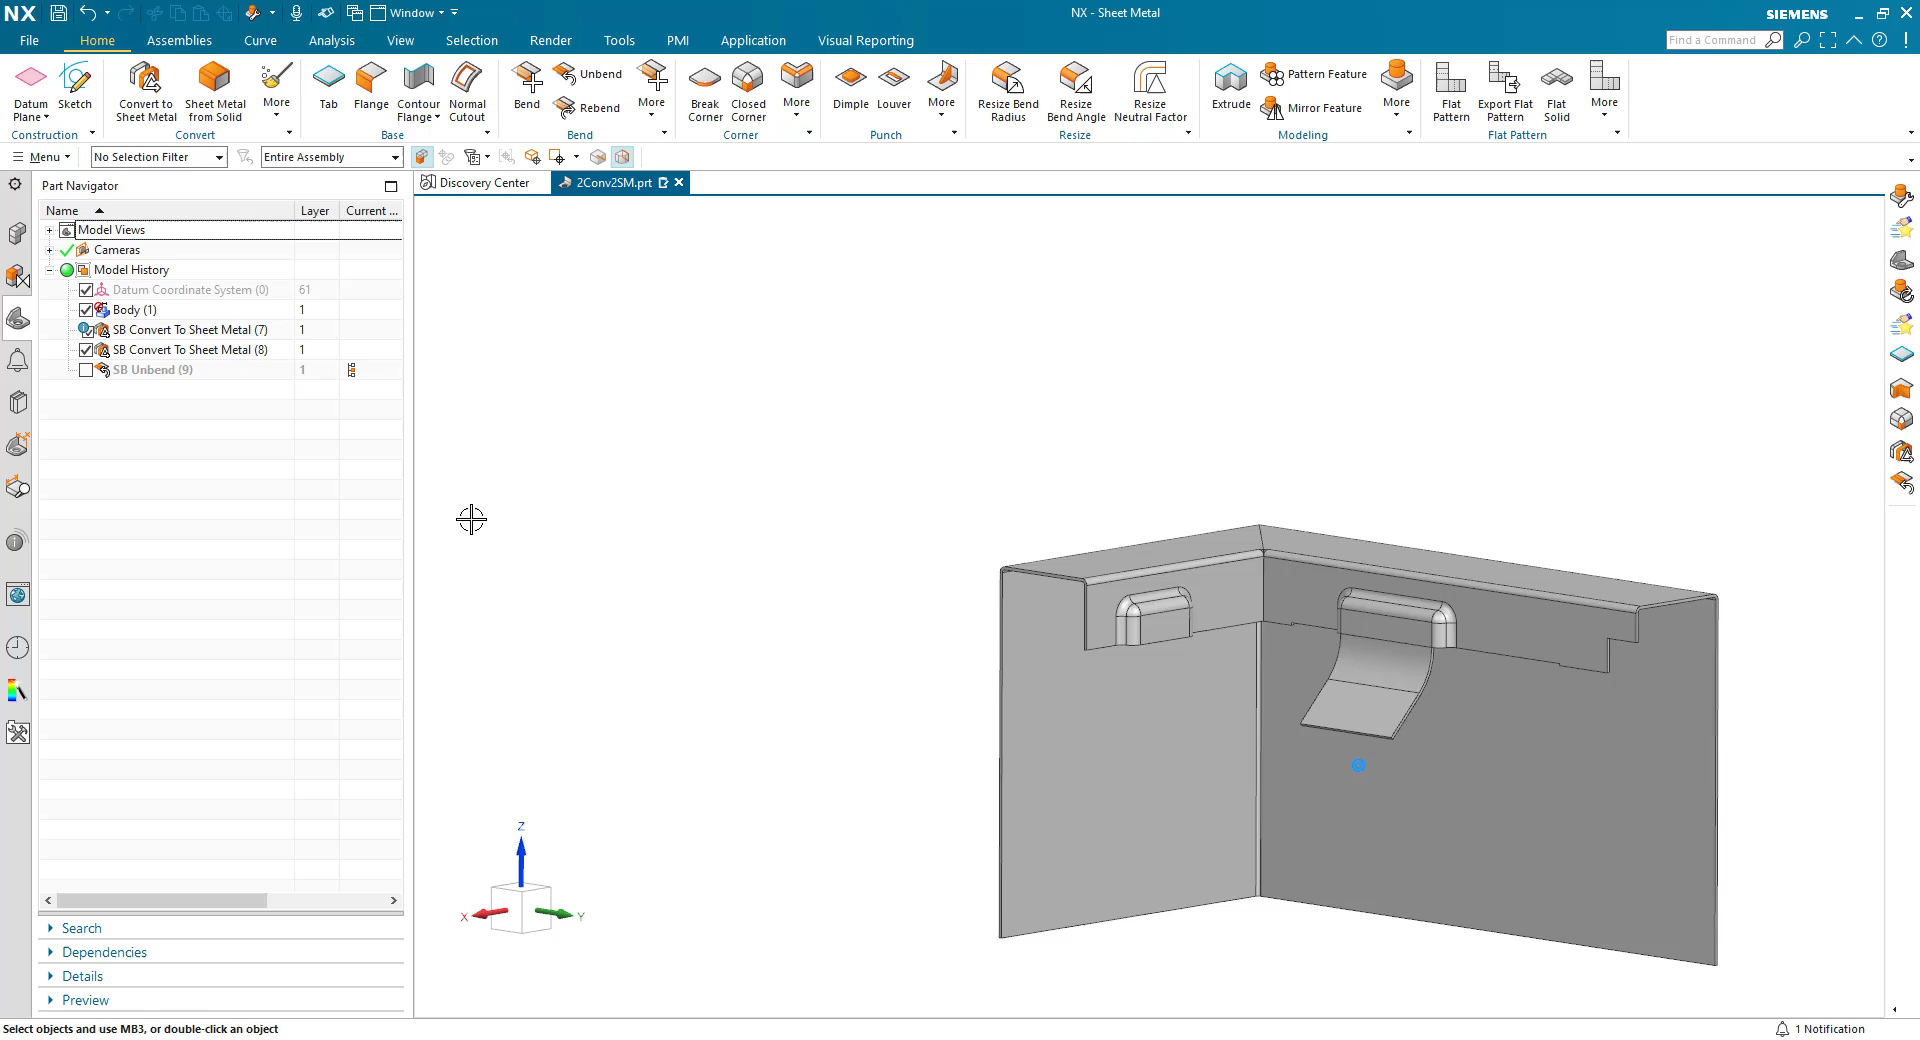 NX
Window
NX - Sheet Metal
SIEMENS
File
Home
Assemblies
Curve
Analysis
View
Selection
Render
Tools
PMI
Application
Visual Reporting
Find a Command
Datum Plane
Sketch
Construction
Convert to Sheet Metal
Sheet Metal from Solid
More
Convert
Tab
Flange
Contour Flange
Normal Cutout
Base
Bend
Unbend
Rebend
More
Bend
Break Corner
Closed Corner
More
Corner
Dimple
Louver
More
Punch
Resize Bend Radius
Resize Bend Angle
Resize Neutral Factor
Resize
Extrude
Pattern Feature
Mirror Feature
More
Modeling
Flat Pattern
Export Flat Pattern
Flat Solid
More
Flat Pattern
Menu
No Selection Filter
Entire Assembly
Part Navigator
Discovery Center
2Conv2SM.prt
Name
Layer
Current ...
Model Views
Cameras
Model History
Datum Coordinate System (0) 61
Body (1) 1
SB Convert To Sheet Metal (7) 1
SB Convert To Sheet Metal (8) 1
SB Unbend (9) 1
Z
X
Y
Search
Dependencies
Details
Preview
Select objects and use MB3, or double-click an object
1 Notification